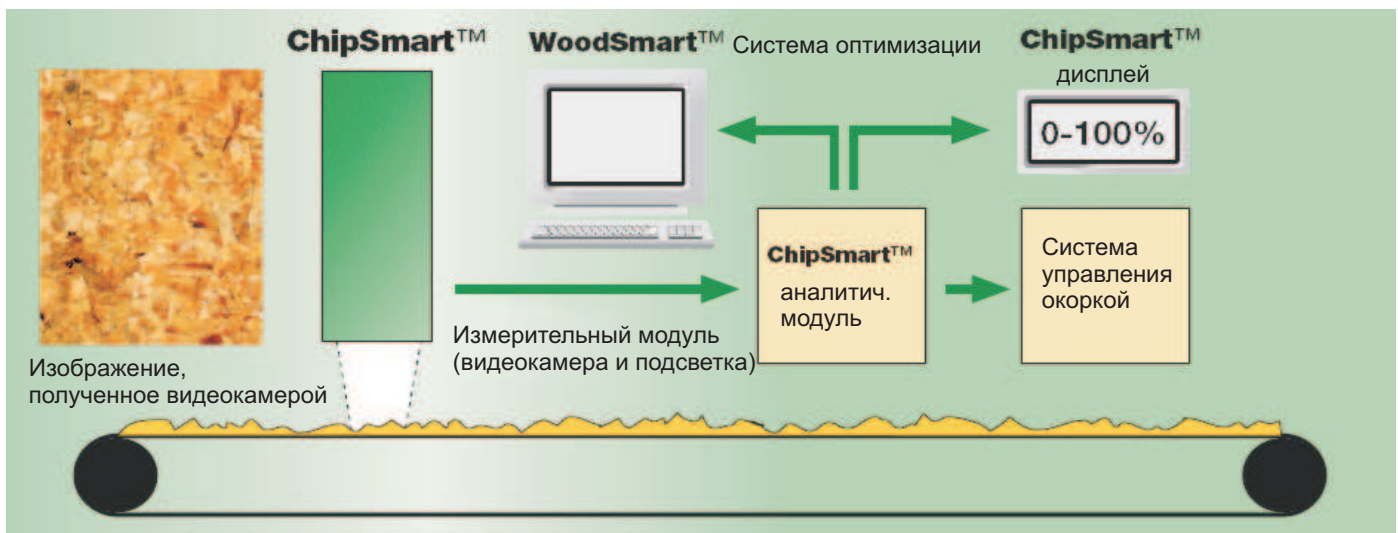 ChipSmart™
WoodSmart™ Система оптимизации
ChipSmart™
дисплей
0-100%
ChipSmart™
аналитич.
модуль
Система
управления
окоркой
Измерительный модуль
(видеокамера и подсветка)
Изображение,
полученное видеокамерой